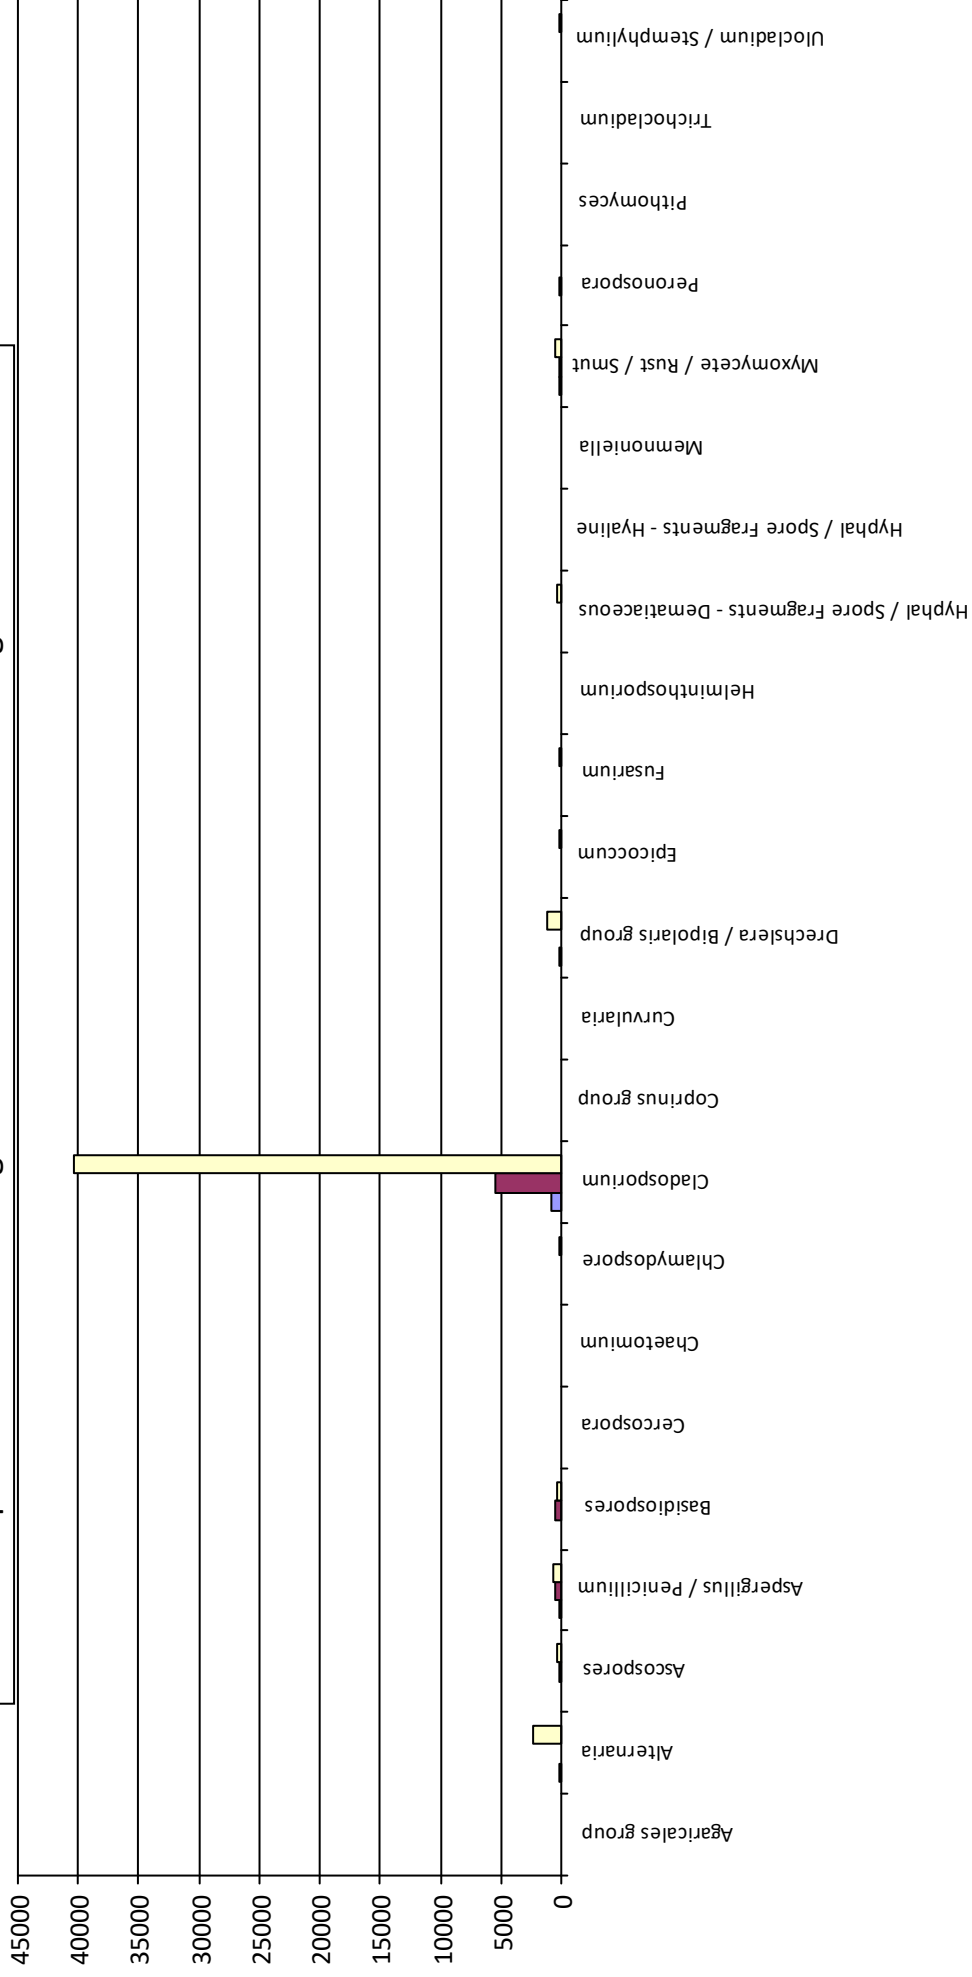 45000
40000
35000
30000
25000
20000
15000
10000
5000
0
Agaricales group
Alternaria
Ascospores
Aspergillus / Penicillium
Basidiospores
Cercospora
Chaetomium
Chlamydospore
Cladosporium
Coprinus group
Curvularia
Drechslera / Bipolaris group
Epicoccum
Fusarium
Helminthosporium
Hyphal / Spore Fragments - Dematiaceous
Hyphal / Spore Fragments - Hyaline
Memnoniella
Myxomycete / Rust / Smut
Peronospora
Pithomyces
Trichocladium
Ulocladium / Stemphylium